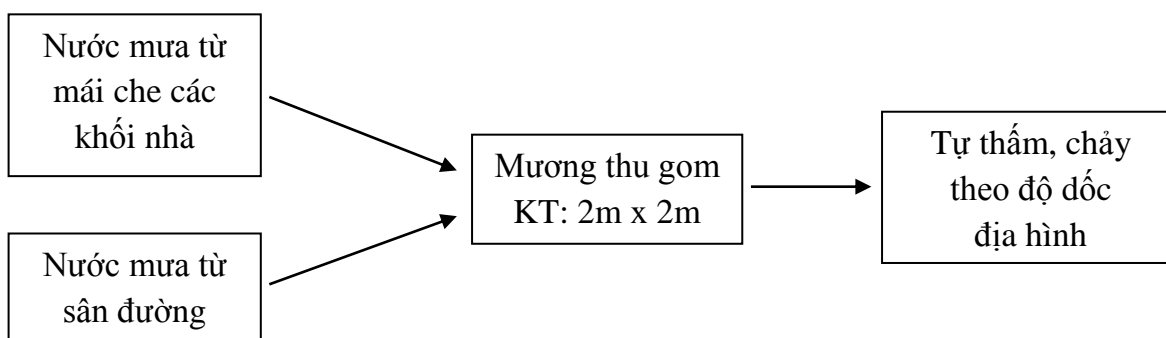 Nước mưa từ
mái che các
khối nhà
Nước mưa từ
sân đường
Mương thu gom
KT: 2m x 2m
Tự thấm, chảy
theo độ dốc
địa hình